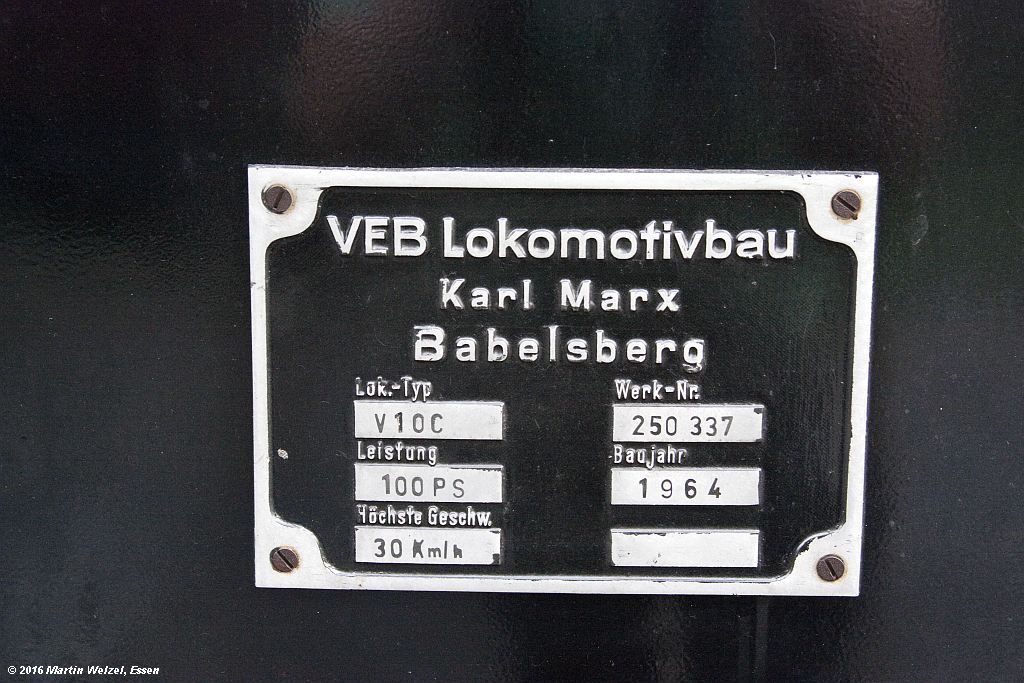 VEB Lokomotivbau
Karl Marx
Babelsberg
Lok.-Typ Werk-Nr.
V10C 250 337
Leistung Baujahr
100 PS 1964
Höchste Geschw.
30 Km/h
© 2016 Martin Welzel, Essen